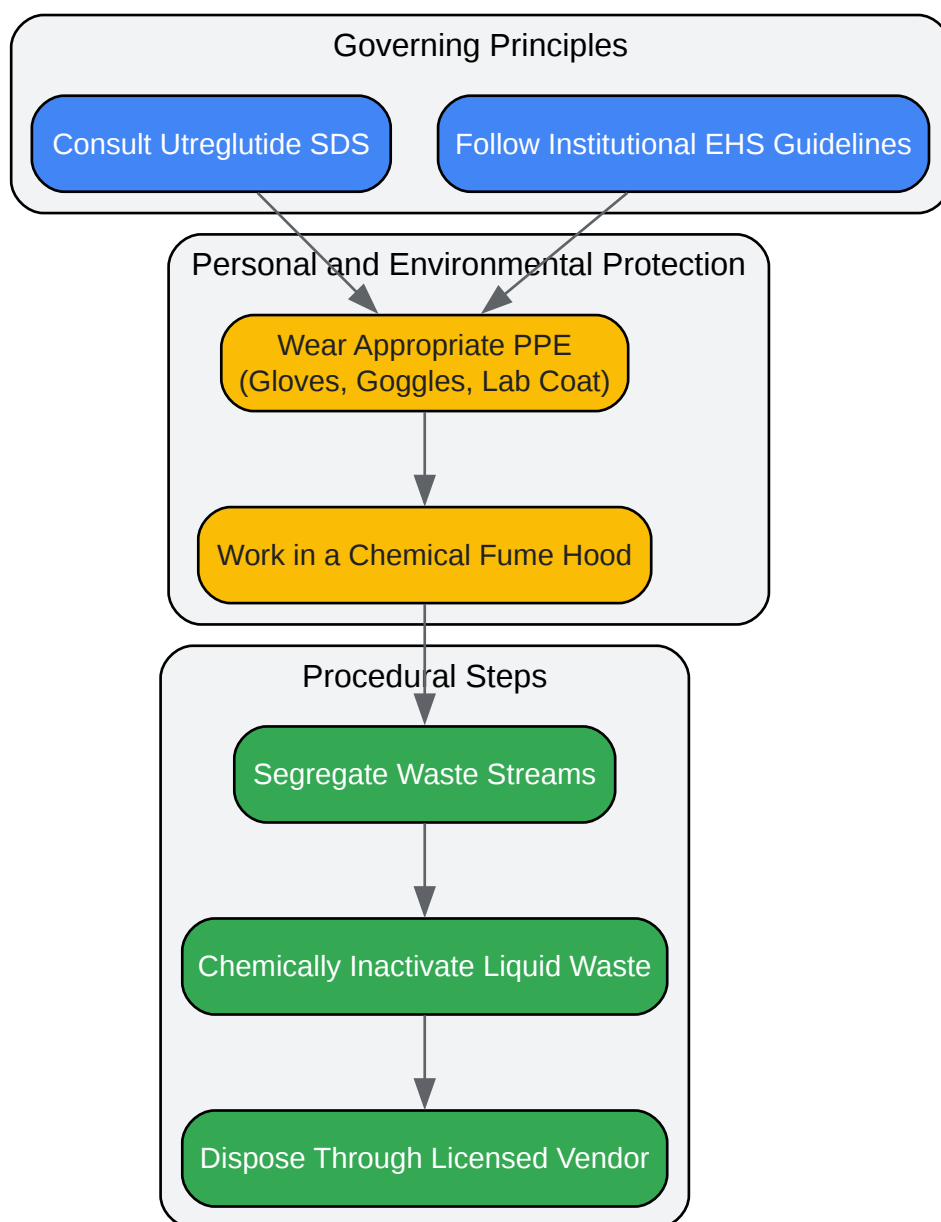 Governing Principles
Consult Utreglutide SDS
Follow Institutional EHS Guidelines
Personal and Environmental Protection
Wear Appropriate PPE
(Gloves, Goggles, Lab Coat)
Work in a Chemical Fume Hood
Procedural Steps
Segregate Waste Streams
Chemically Inactivate Liquid Waste
Dispose Through Licensed Vendor